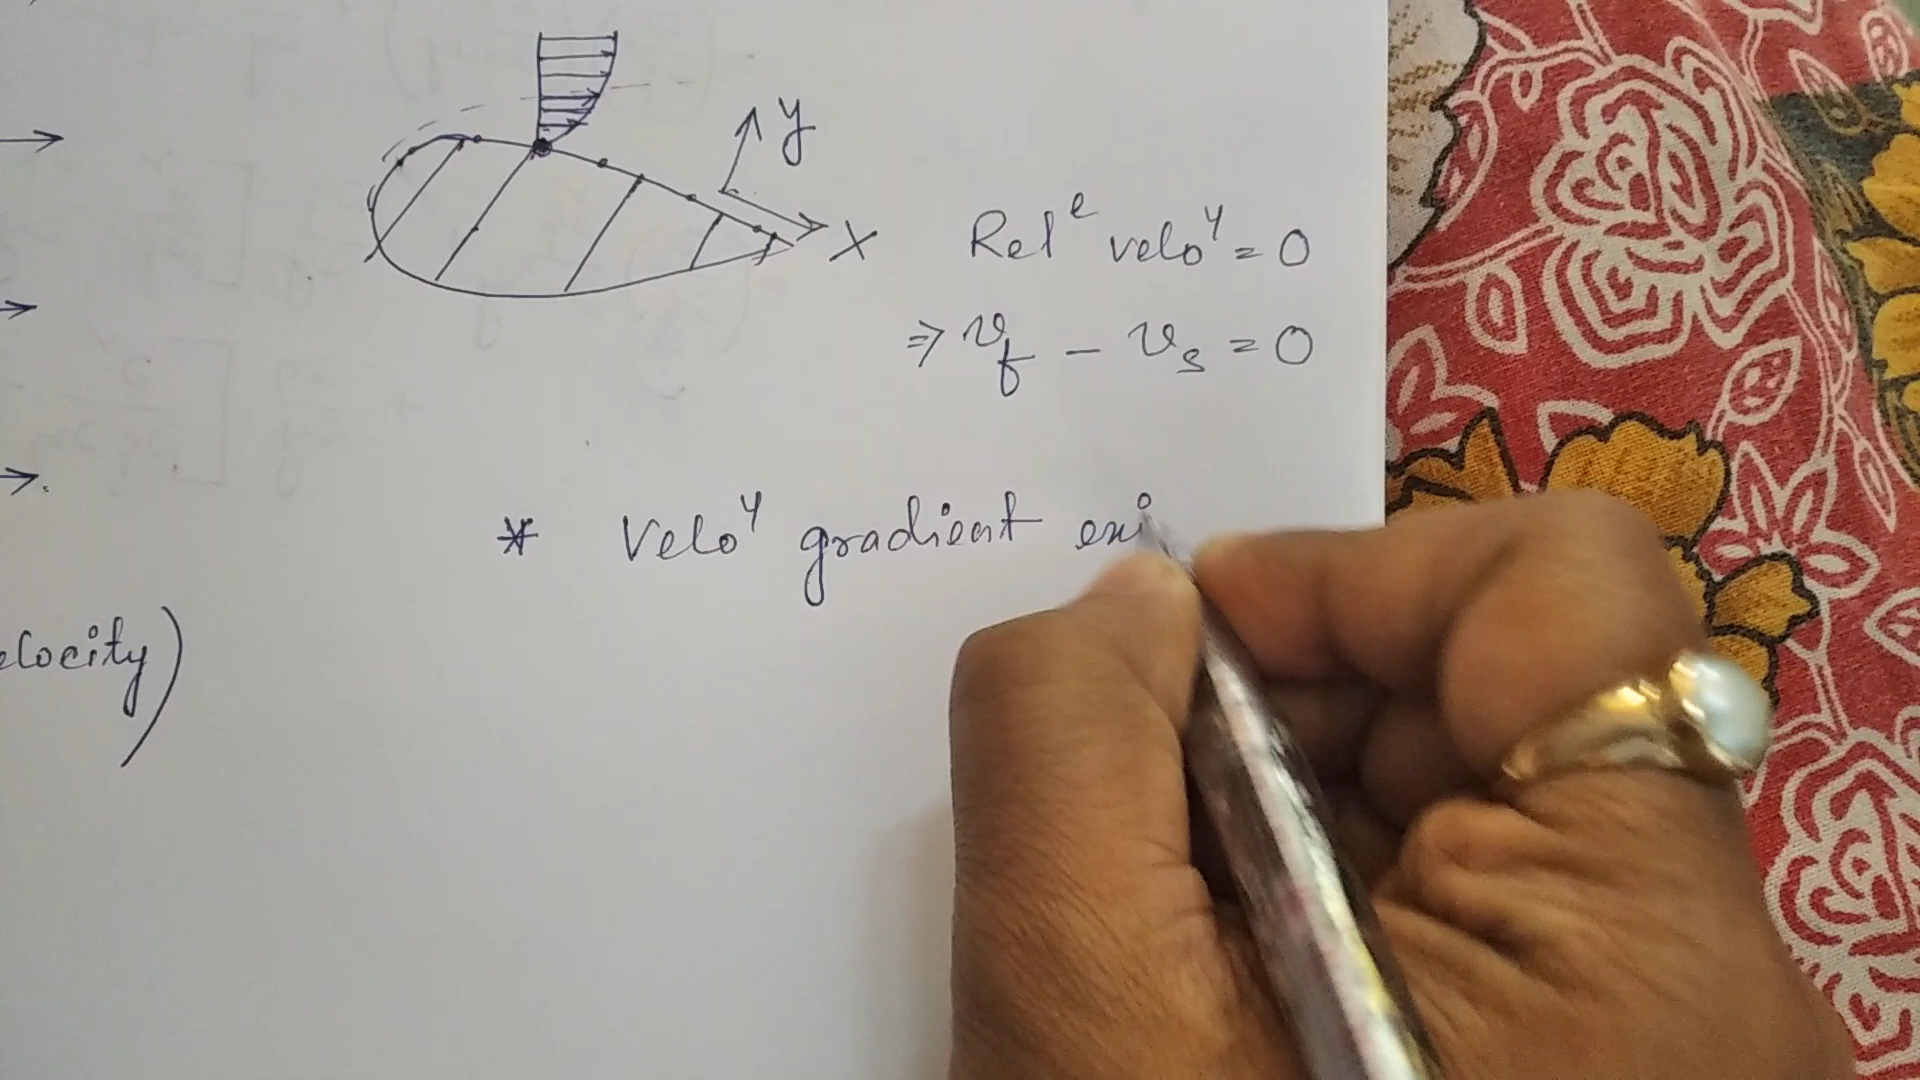 y
x
Rel^e velo^y = 0
⇒ v_f - v_s = 0
* Velo^y gradient exi
elocity)